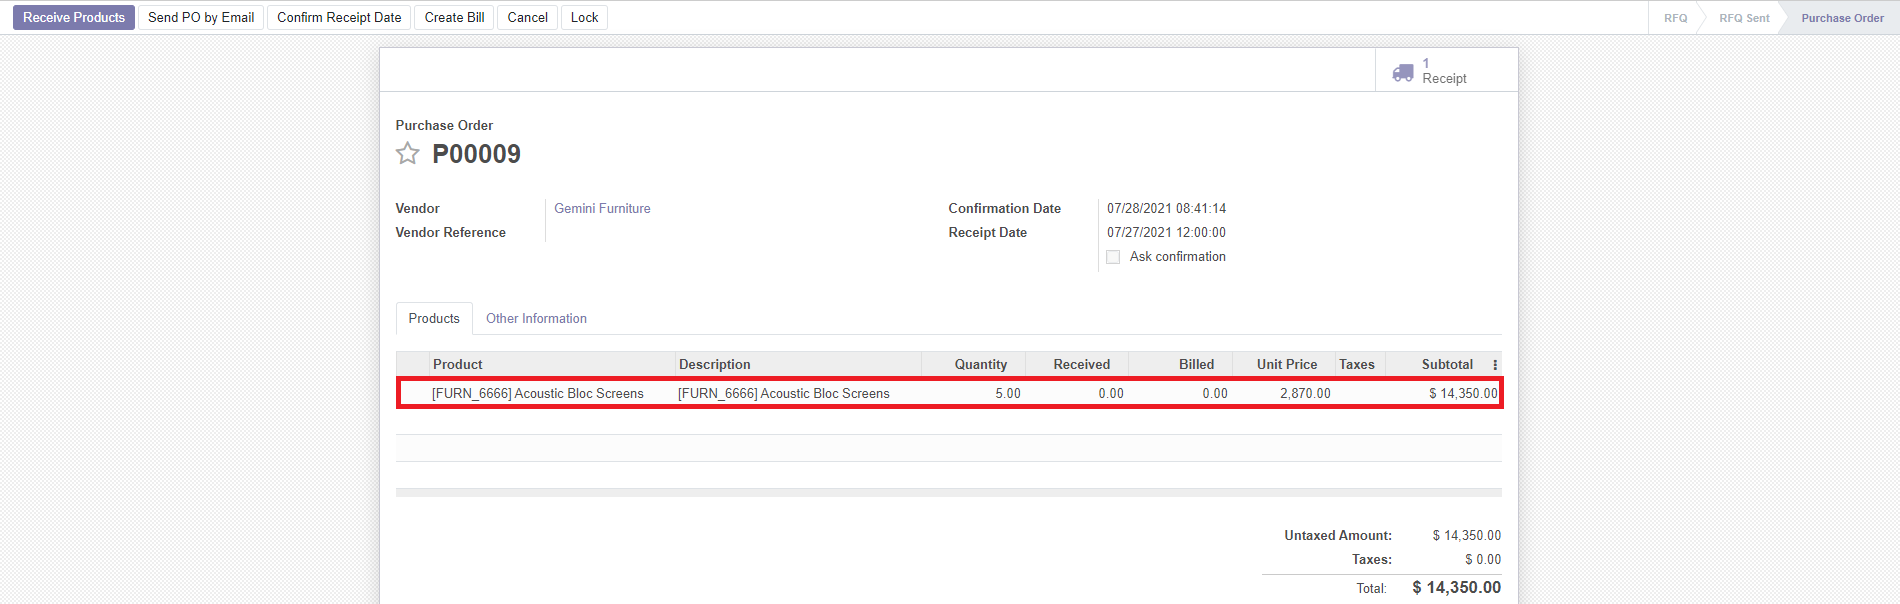 Receive Products Send PO by Email Confirm Receipt Date Create Bill Cancel Lock RFQ RFQ Sent Purchase Order
1
Receipt
Purchase Order
P00009
Vendor Gemini Furniture Confirmation Date 07/28/2021 08:41:14
Vendor Reference Receipt Date 07/27/2021 12:00:00
Ask confirmation
Products Other Information
Product Description Quantity Received Billed Unit Price Taxes Subtotal
[FURN_6666] Acoustic Bloc Screens [FURN_6666] Acoustic Bloc Screens 5.00 0.00 0.00 2,870.00 $ 14,350.00
Untaxed Amount: $ 14,350.00
Taxes: $ 0.00
Total: $ 14,350.00